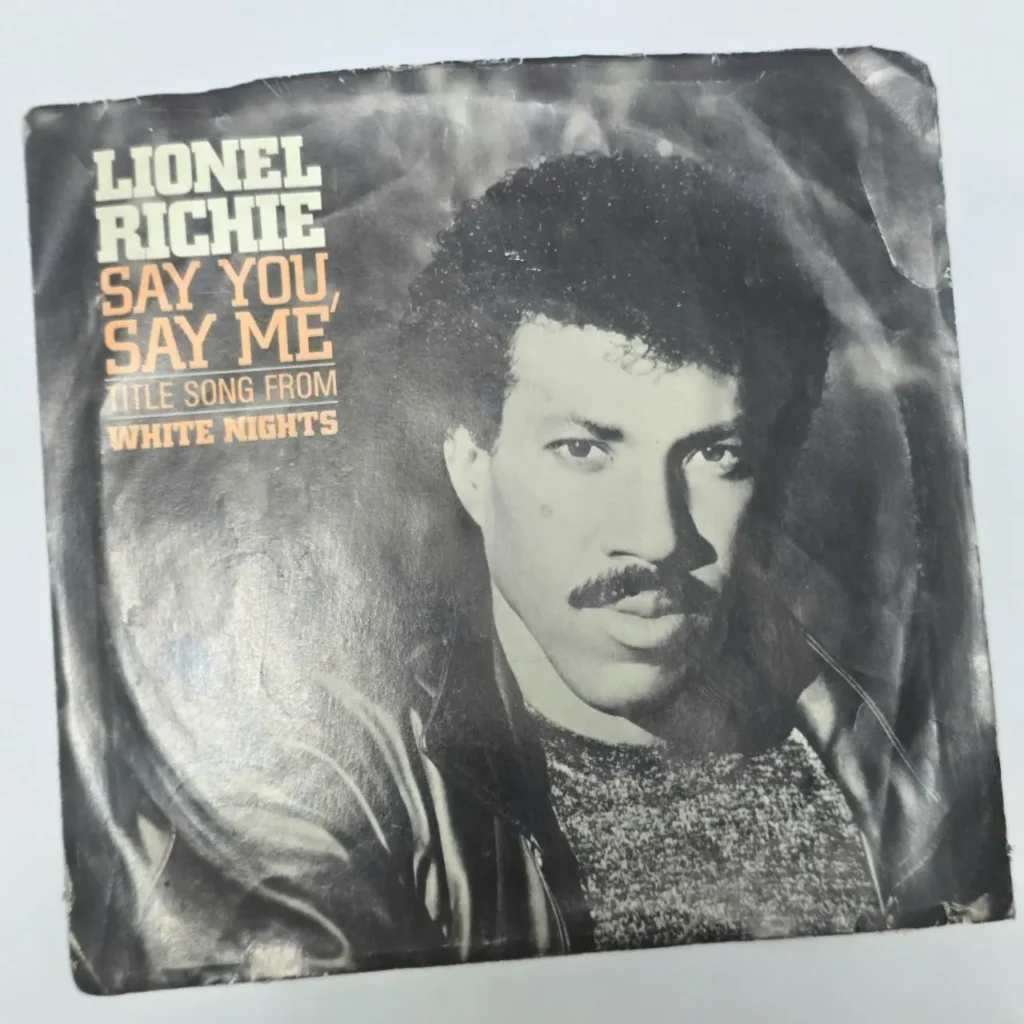 LIONEL
RICHIE
SAY YOU,
SAY ME
TITLE SONG FROM
WHITE NIGHTS